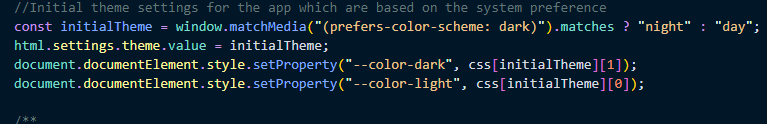 //Initial theme settings for the app which are based on the system preference
const initialTheme = window.matchMedia("(prefers-color-scheme: dark)").matches ? "night" : "day";
html.settings.theme.value = initialTheme;
document.documentElement.style.setProperty("--color-dark", css[initialTheme][1]);
document.documentElement.style.setProperty("--color-light", css[initialTheme][0]);
/**